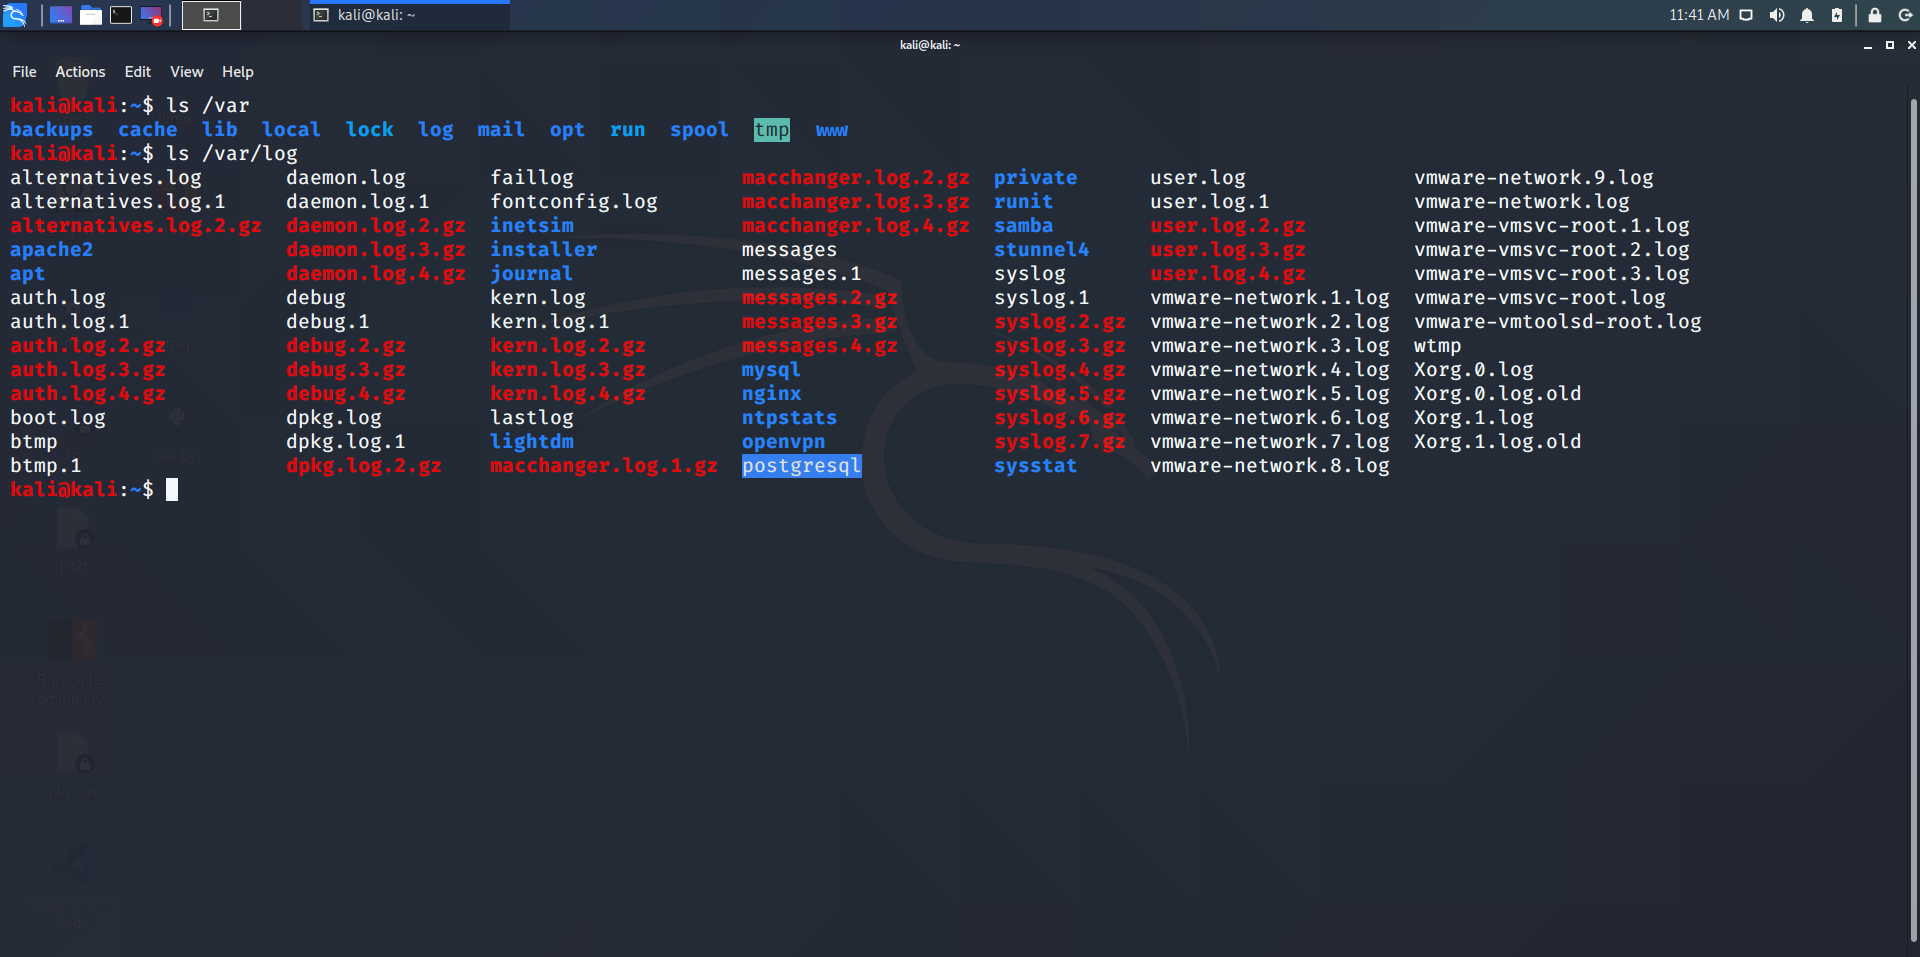 kali@kali: ~ 11:41 AM
kali@kali: ~
File Actions Edit View Help
kali@kali:~$ ls /var
backups cache lib local lock log mail opt run spool tmp www
kali@kali:~$ ls /var/log
alternatives.log daemon.log faillog macchanger.log.2.gz private user.log vmware-network.9.log
alternatives.log.1 daemon.log.1 fontconfig.log macchanger.log.3.gz runit user.log.1 vmware-network.log
alternatives.log.2.gz daemon.log.2.gz inetsim macchanger.log.4.gz samba user.log.2.gz vmware-vmsvc-root.1.log
apache2 daemon.log.3.gz installer messages stunnel4 user.log.3.gz vmware-vmsvc-root.2.log
apt daemon.log.4.gz journal messages.1 syslog user.log.4.gz vmware-vmsvc-root.3.log
auth.log debug kern.log messages.2.gz syslog.1 vmware-network.1.log vmware-vmsvc-root.log
auth.log.1 debug.1 kern.log.1 messages.3.gz syslog.2.gz vmware-network.2.log vmware-vmtoolsd-root.log
auth.log.2.gz debug.2.gz kern.log.2.gz messages.4.gz syslog.3.gz vmware-network.3.log wtmp
auth.log.3.gz debug.3.gz kern.log.3.gz mysql syslog.4.gz vmware-network.4.log Xorg.0.log
auth.log.4.gz debug.4.gz kern.log.4.gz nginx syslog.5.gz vmware-network.5.log Xorg.0.log.old
boot.log dpkg.log lastlog ntpstats syslog.6.gz vmware-network.6.log Xorg.1.log
btmp dpkg.log.1 lightdm openvpn syslog.7.gz vmware-network.7.log Xorg.1.log.old
btmp.1 dpkg.log.2.gz macchanger.log.1.gz postgresql sysstat vmware-network.8.log
kali@kali:~$
ip.txt
Burp Suite
Community...
Visual Studio
Code